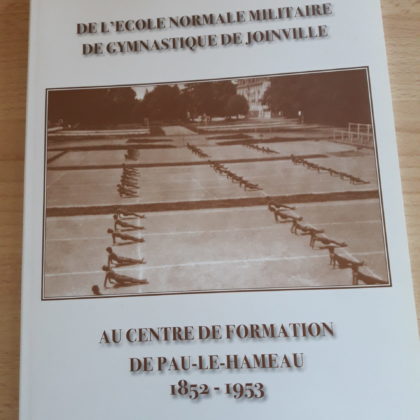 DE L'ECOLE NORMALE MILITAIRE
DE GYMNASTIQUE DE JOINVILLE
AU CENTRE DE FORMATION
DE PAU-LE-HAMEAU
1852 - 1953